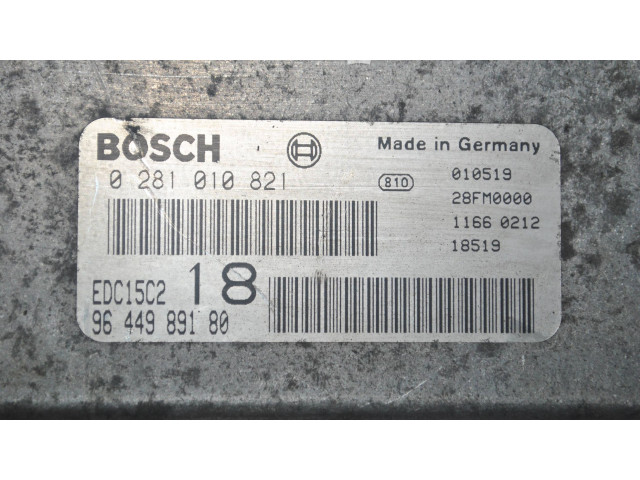 BOSCH
Made in Germany
0 281 010 821
810
010519
28FM0000
1166 0212
18519
EDC15C2
18
96 449 891 80